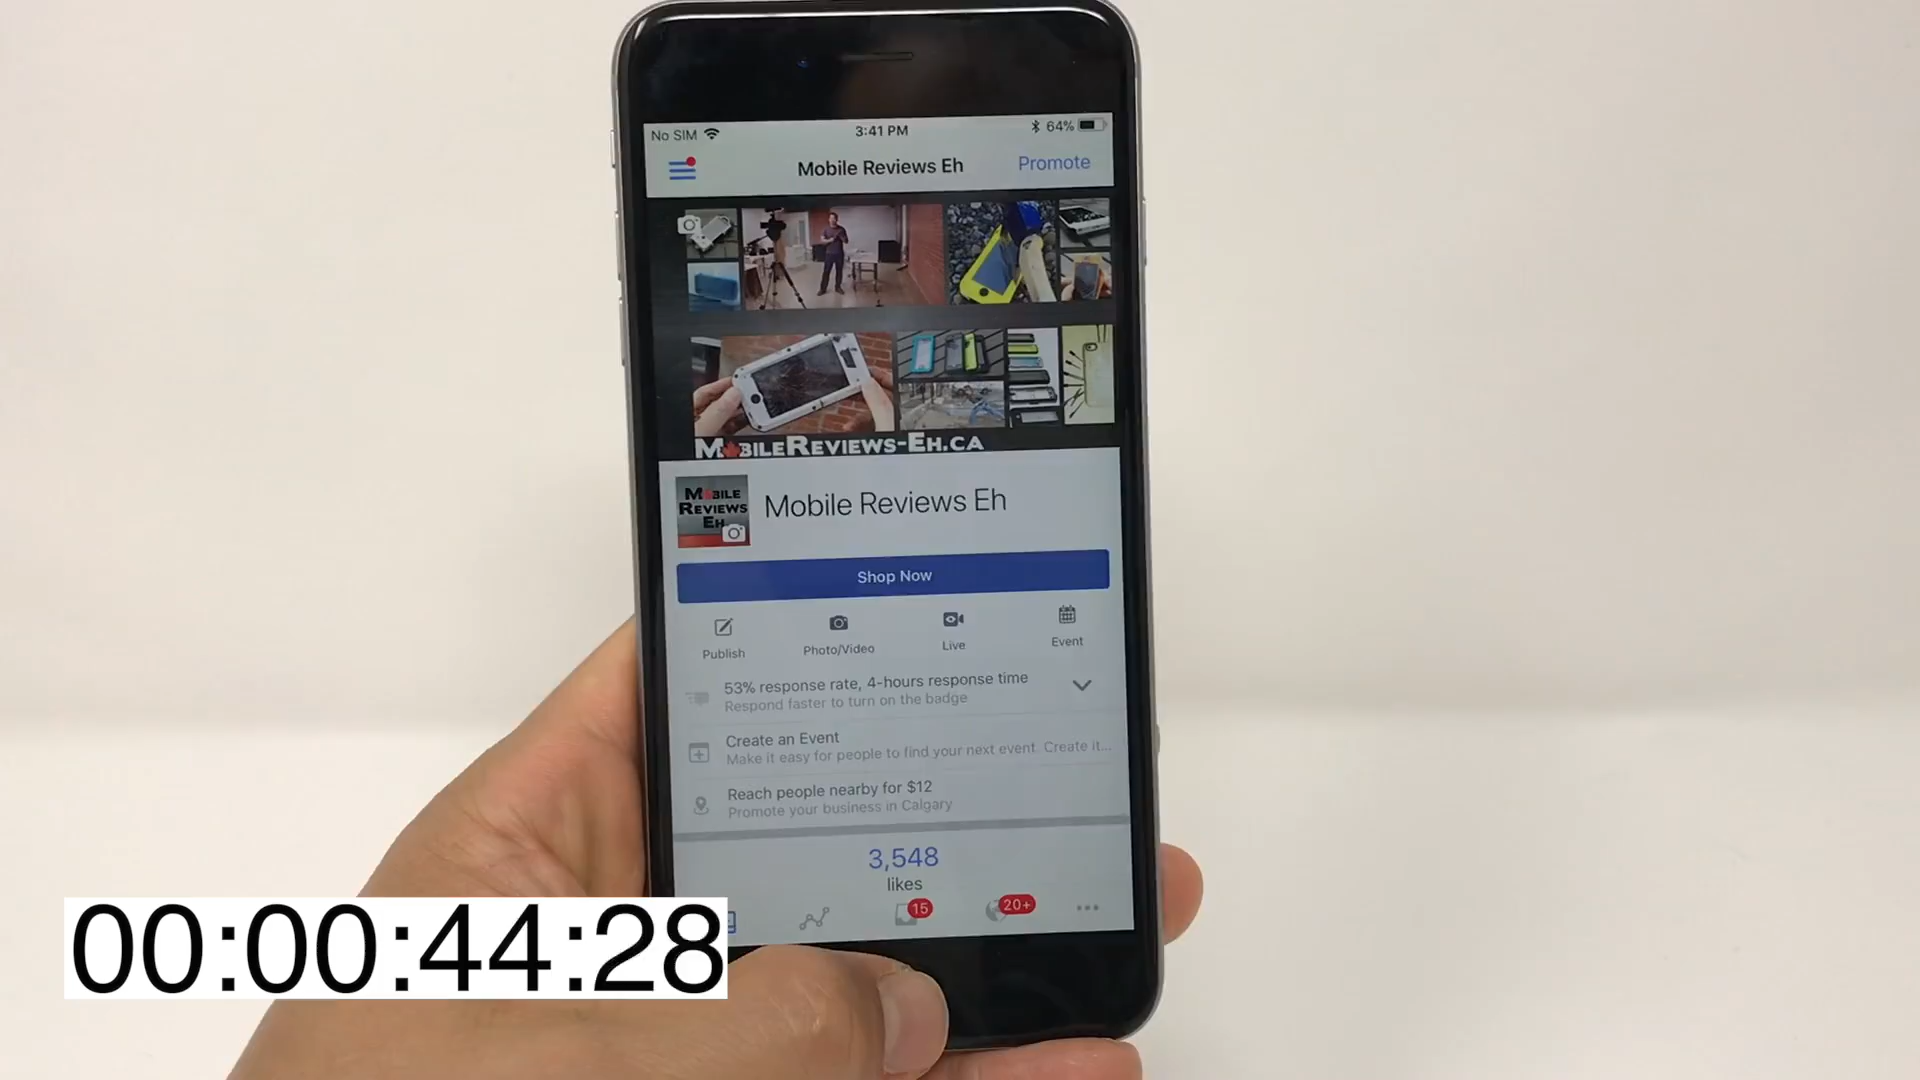 No SIM 3:41 PM 64%
Mobile Reviews Eh Promote
MOBILEREVIEWS-EH.CA
MOBILE
REVIEWS
EH
Mobile Reviews Eh
Shop Now
Publish Photo/Video Live Event
53% response rate, 4-hours response time
Respond faster to turn on the badge
Create an Event
Make it easy for people to find your next event. Create it...
Reach people nearby for $12
Promote your business in Calgary
3,548
likes
15 20+
00:00:44:28